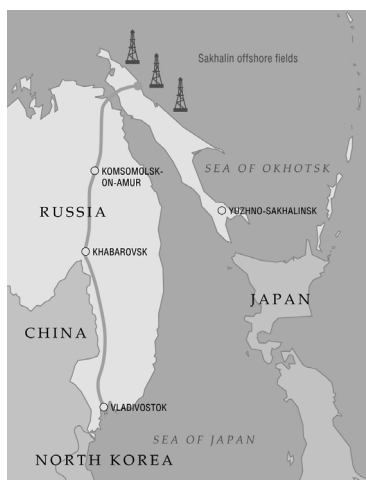 Sakhalin offshore fields
SEA OF OKHOTSK
KOMSOMOLSK-
ON-AMUR
RUSSIA
YUZHNO-SAKHALINSK
KHABAROVSK
JAPAN
CHINA
VLADIVOSTOK
SEA OF JAPAN
NORTH KOREA